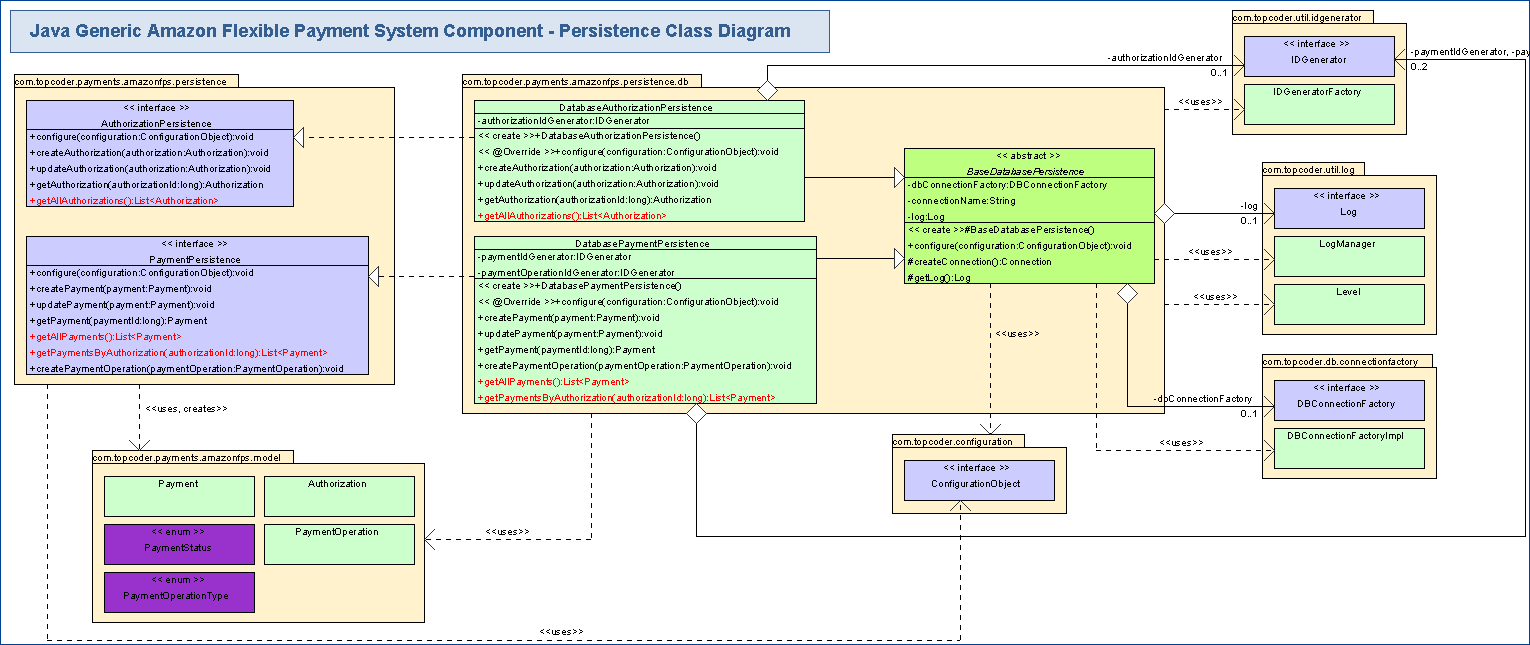 Java Generic Amazon Flexible Payment System Component - Persistence Class Diagram
com.topcoder.payments.amazonfps.persistence
<< interface >>
AuthorizationPersistence
+configure(configuration:ConfigurationObject):void
+createAuthorization(authorization:Authorization):void
+updateAuthorization(authorization:Authorization):void
+getAuthorization(authorizationId:long):Authorization
+getAllAuthorizations():List<Authorization>
<< interface >>
PaymentPersistence
+configure(configuration:ConfigurationObject):void
+createPayment(payment:Payment):void
+updatePayment(payment:Payment):void
+getPayment(paymentId:long):Payment
+getAllPayments():List<Payment>
+getPaymentsByAuthorization(authorizationId:long):List<Payment>
+createPaymentOperation(paymentOperation:PaymentOperation):void
com.topcoder.payments.amazonfps.persistence.db
DatabaseAuthorizationPersistence
-authorizationIdGenerator:IDGenerator
<< create >>+DatabaseAuthorizationPersistence()
<< @Override >>+configure(configuration:ConfigurationObject):void
+createAuthorization(authorization:Authorization):void
+updateAuthorization(authorization:Authorization):void
+getAuthorization(authorizationId:long):Authorization
+getAllAuthorizations():List<Authorization>
DatabasePaymentPersistence
-paymentIdGenerator:IDGenerator
-paymentOperationIdGenerator:IDGenerator
<< create >>+DatabasePaymentPersistence()
<< @Override >>+configure(configuration:ConfigurationObject):void
+createPayment(payment:Payment):void
+updatePayment(payment:Payment):void
+getPayment(paymentId:long):Payment
+createPaymentOperation(paymentOperation:PaymentOperation):void
+getAllPayments():List<Payment>
+getPaymentsByAuthorization(authorizationId:long):List<Payment>
<< abstract >>
BaseDatabasePersistence
-dbConnectionFactory:DBConnectionFactory
-connectionName:String
-log:Log
<< create >>#BaseDatabasePersistence()
+configure(configuration:ConfigurationObject):void
#createConnection():Connection
#getLog():Log
-authorizationIdGenerator
0..1
-paymentIdGenerator, -pay
0..2
com.topcoder.util.idgenerator
<< interface >>
IDGenerator
IDGeneratorFactory
<<uses>>
com.topcoder.util.log
<< interface >>
Log
LogManager
Level
-log
0..1
<<uses>>
<<uses>>
<<uses>>
com.topcoder.db.connectionfactory
<< interface >>
DBConnectionFactory
DBConnectionFactoryImpl
-dbConnectionFactory
0..1
<<uses>>
com.topcoder.configuration
<< interface >>
ConfigurationObject
<<uses, creates>>
com.topcoder.payments.amazonfps.model
Payment
Authorization
<< enum >>
PaymentStatus
PaymentOperation
<< enum >>
PaymentOperationType
<<uses>>
<<uses>>